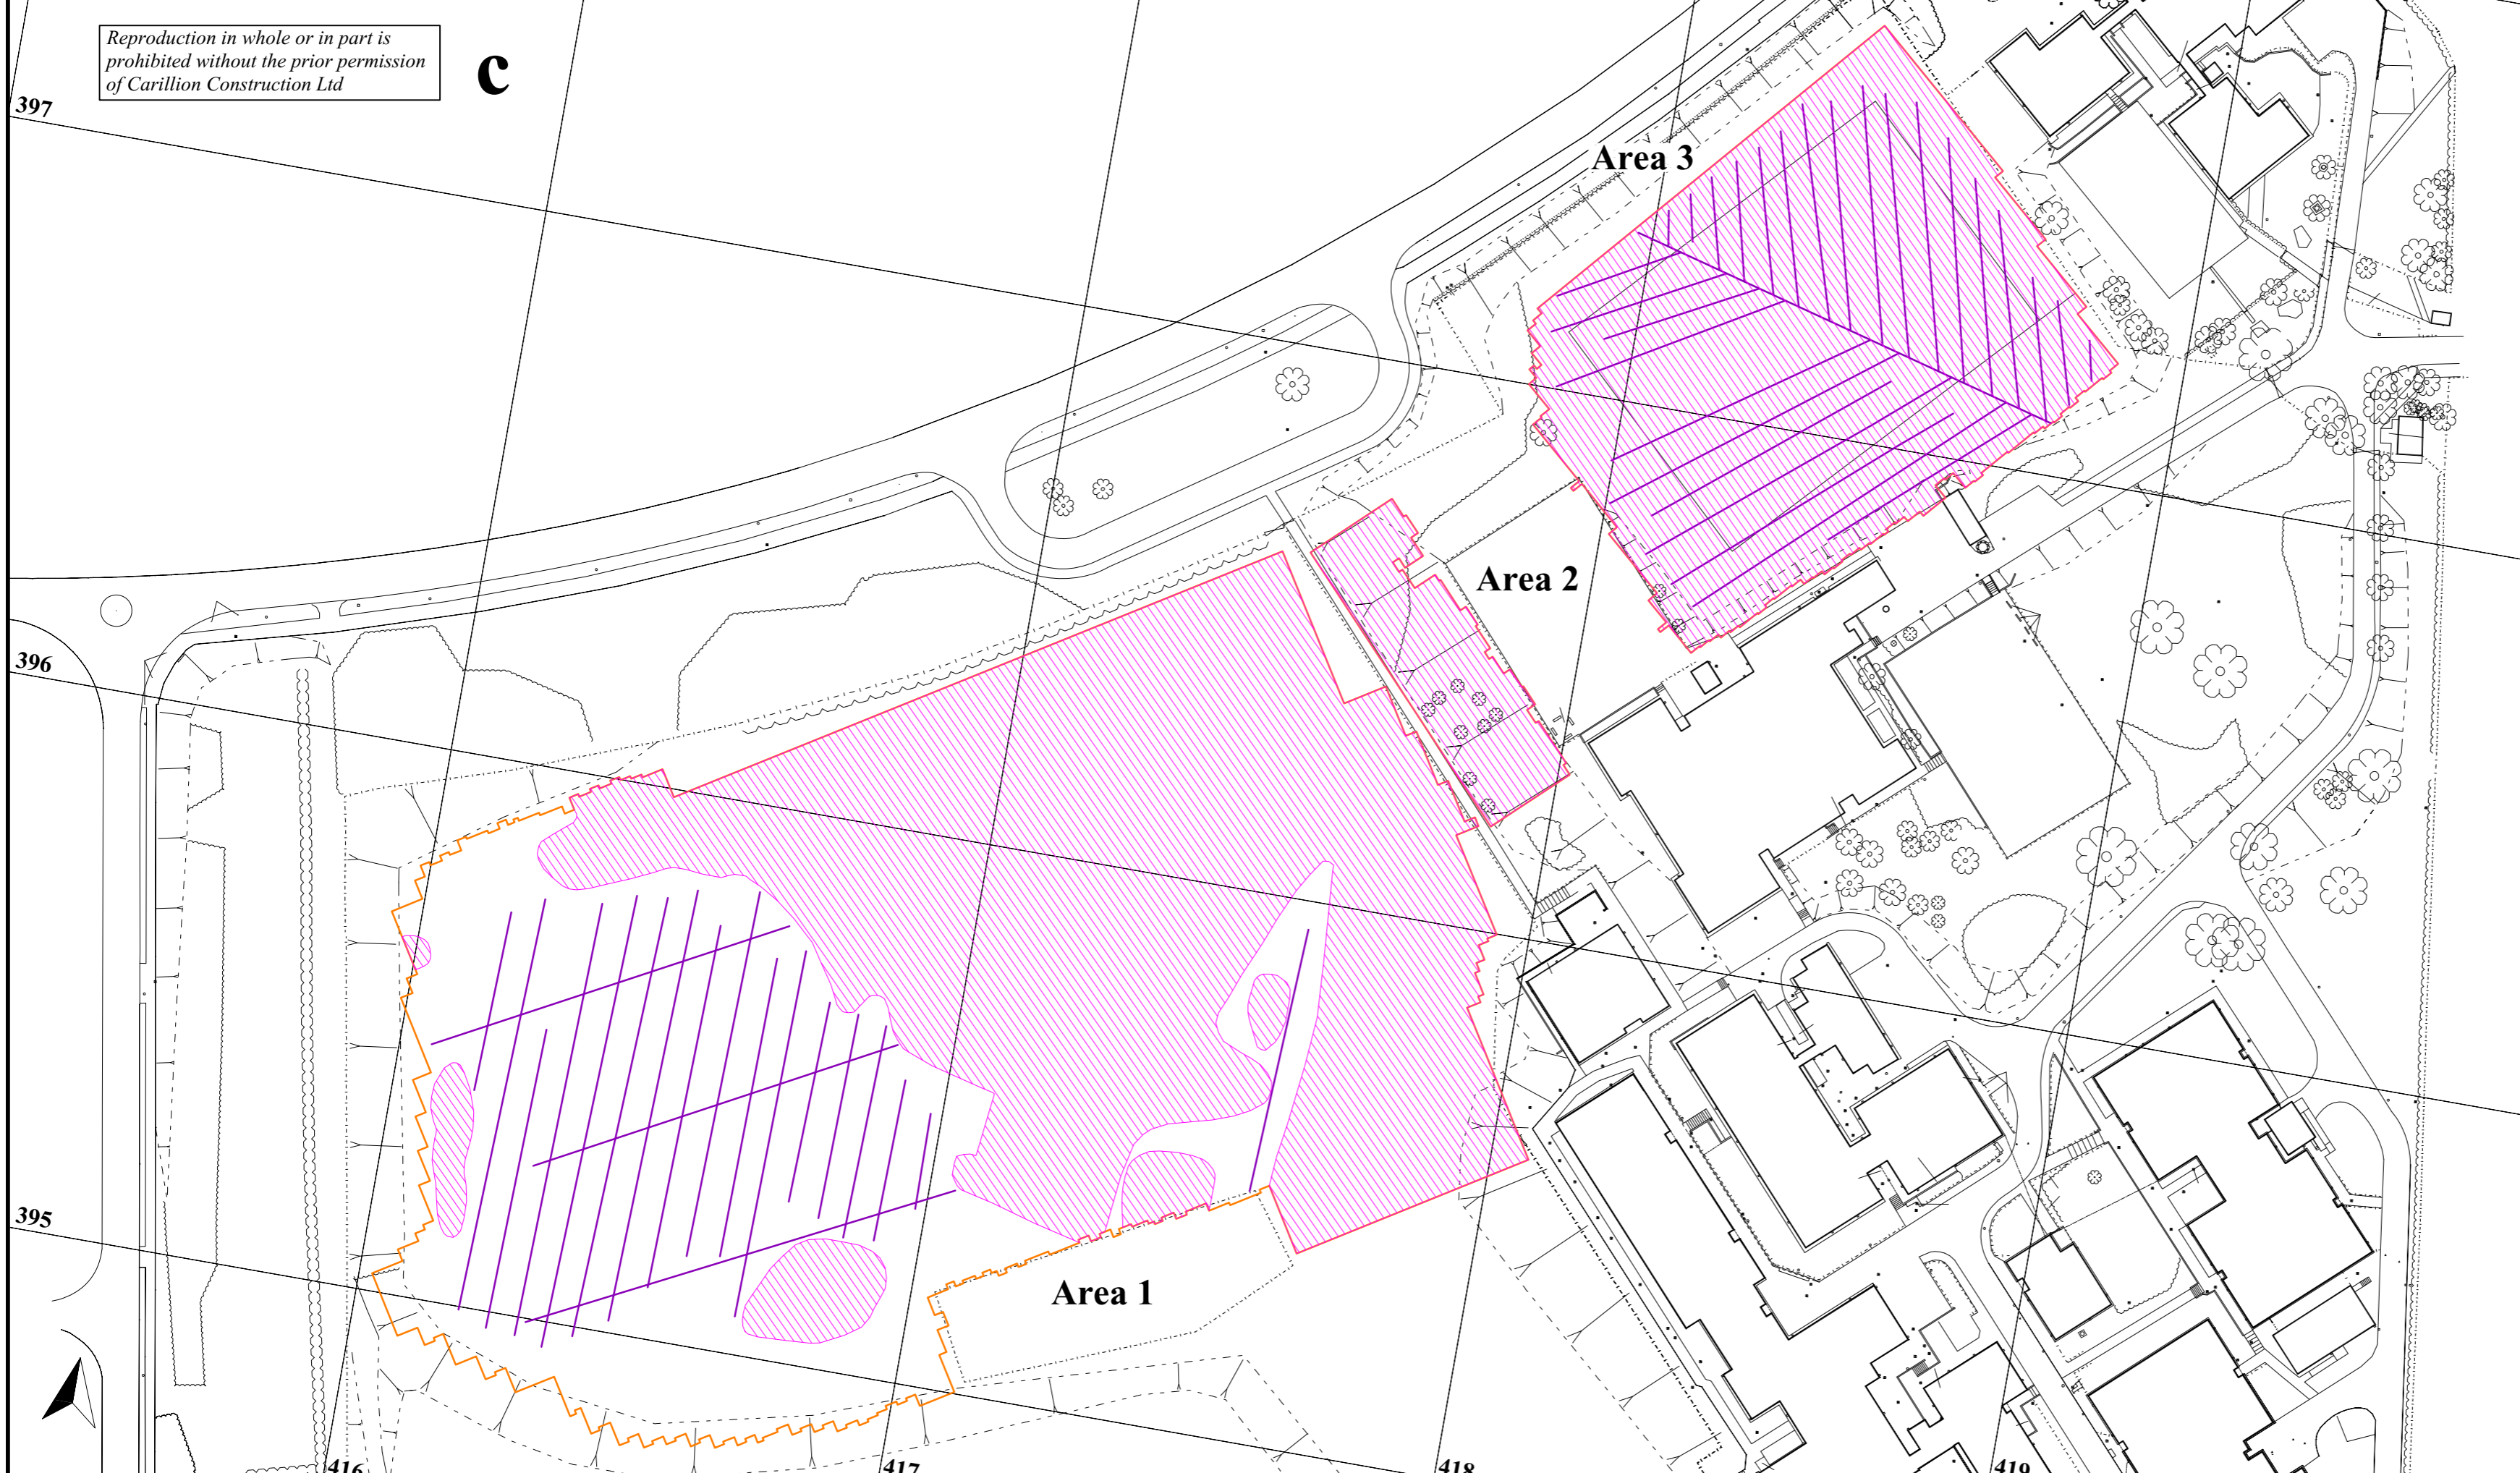 Reproduction in whole or in part is
prohibited without the prior permission
of Carillion Construction Ltd
c
397
Area 3
Area 2
396
395
Area 1
416
417
418
419